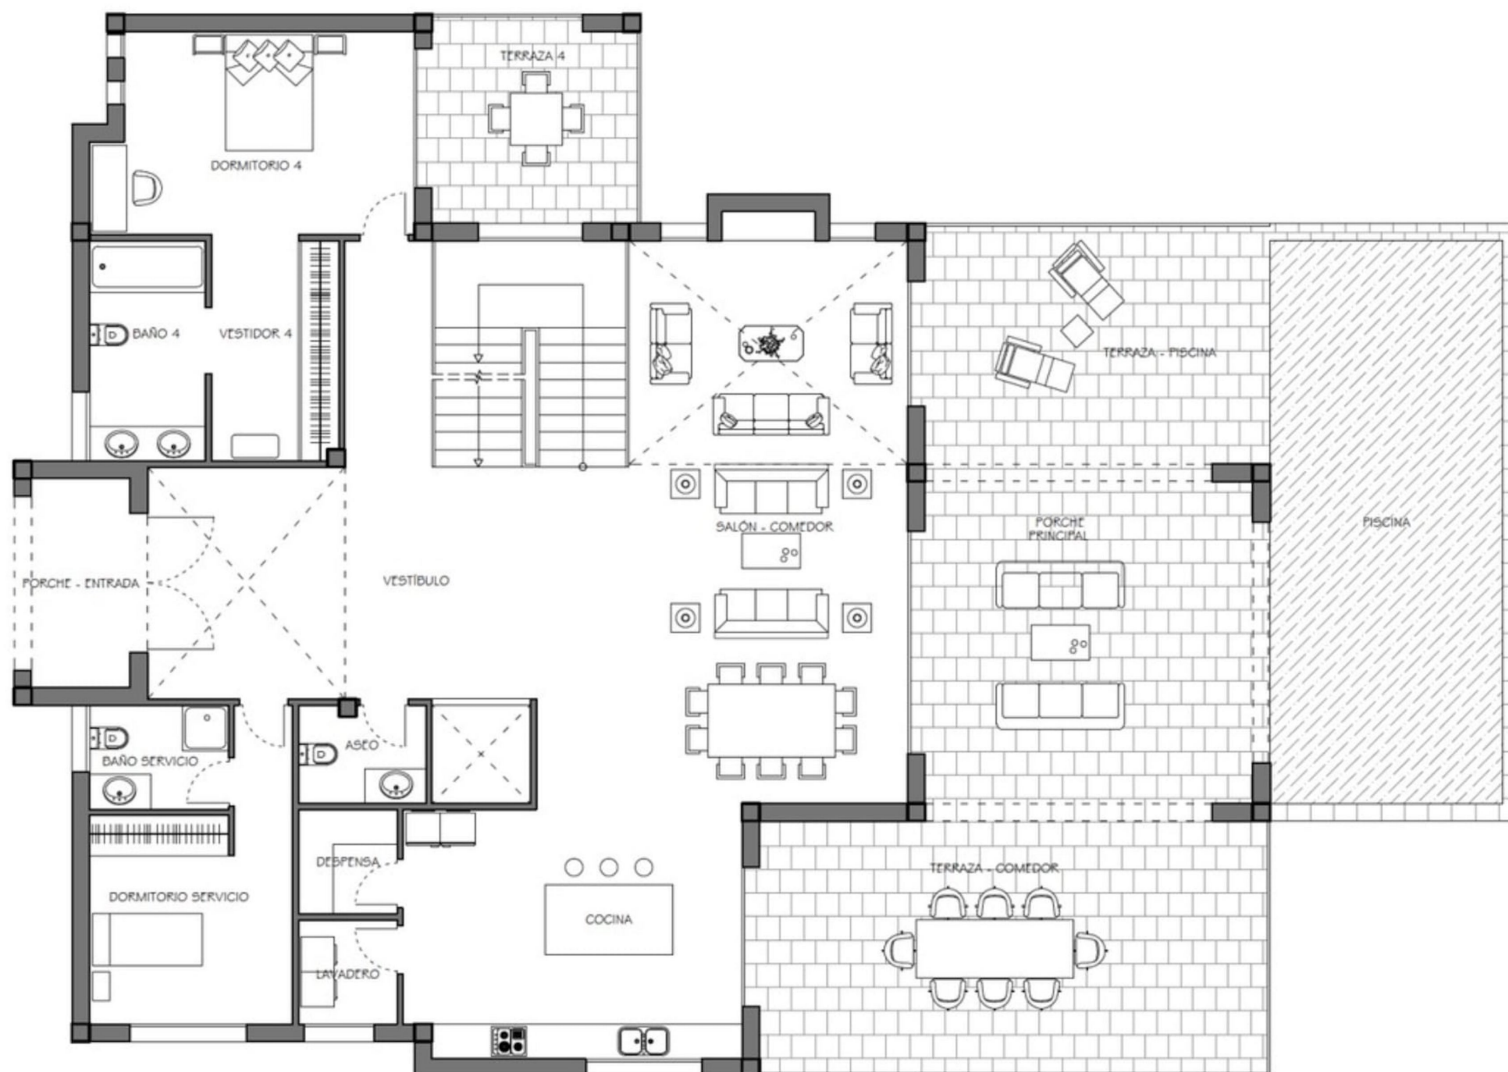 TERRAZA 4
DORMITORIO 4
BAÑO 4
VESTIDOR 4
TERRAZA - PISCINA
SALÓN - COMEDOR
PORCHE
PRINCIPAL
PISCINA
PORCHE - ENTRADA
VESTÍBULO
ASEO
BAÑO SERVICIO
DESPENSA
TERRAZA - COMEDOR
DORMITORIO SERVICIO
COCINA
LAVADERO